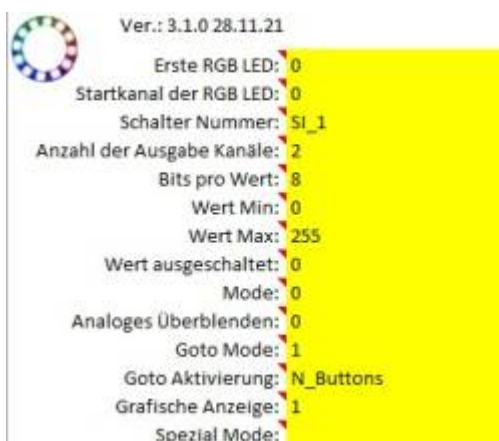 Ver.: 3.1.0 28.11.21
Erste RGB LED: 0
Startkanal der RGB LED: 0
Schalter Nummer: SI_1
Anzahl der Ausgabe Kanäle: 2
Bits pro Wert: 8
Wert Min: 0
Wert Max: 255
Wert ausgeschaltet: 0
Mode: 0
Analoges Überblenden: 0
Goto Mode: 1
Goto Aktivierung: N_Buttons
Grafische Anzeige: 1
Spezial Mode: